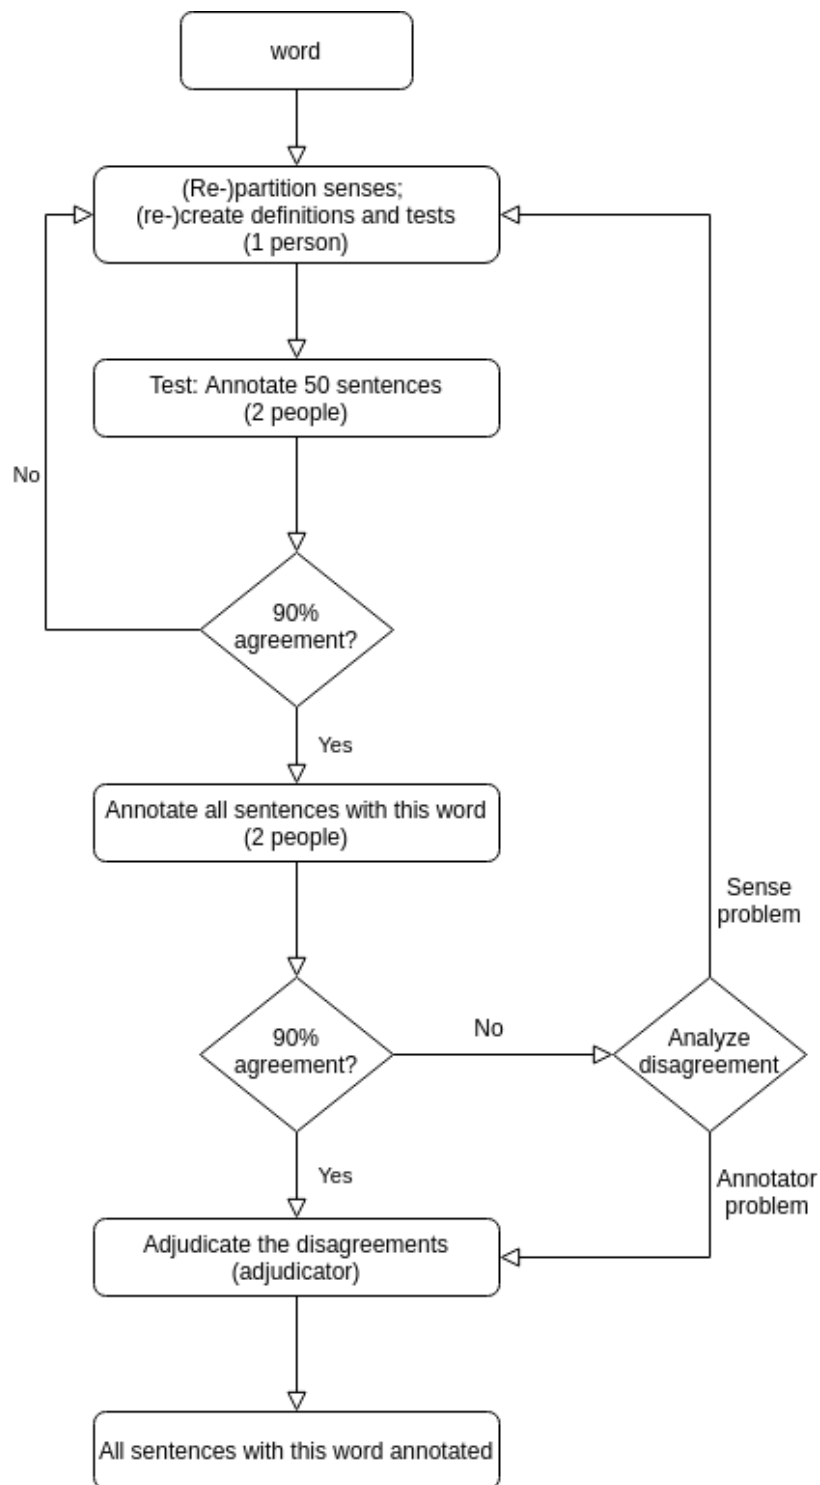 word
(Re-)partition senses;
(re-)create definitions and tests
(1 person)
Test: Annotate 50 sentences
(2 people)
No
90%
agreement?
Yes
Annotate all sentences with this word
(2 people)
Sense
problem
90%
agreement?
No
Analyze
disagreement
Yes
Annotator
problem
Adjudicate the disagreements
(adjudicator)
All sentences with this word annotated